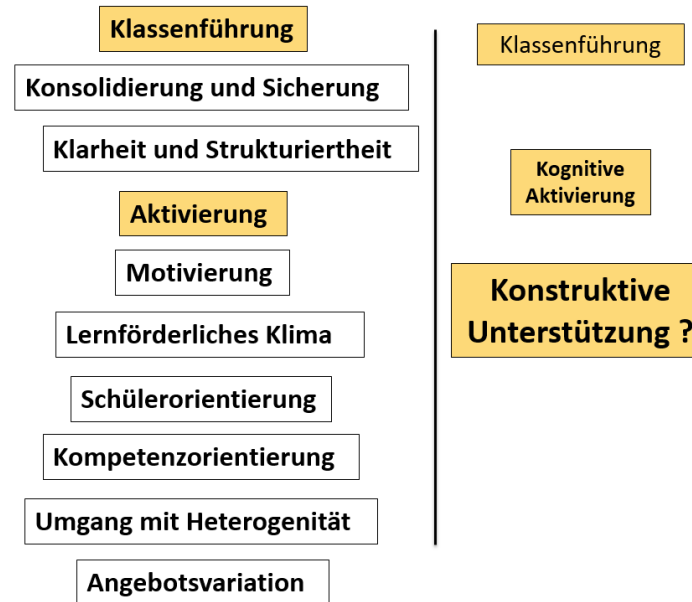 Klassenführung
Konsolidierung und Sicherung
Klarheit und Strukturiertheit
Aktivierung
Motivierung
Lernförderliches Klima
Schülerorientierung
Kompetenzorientierung
Umgang mit Heterogenität
Angebotsvariation
Klassenführung
Kognitive
Aktivierung
Konstruktive
Unterstützung ?